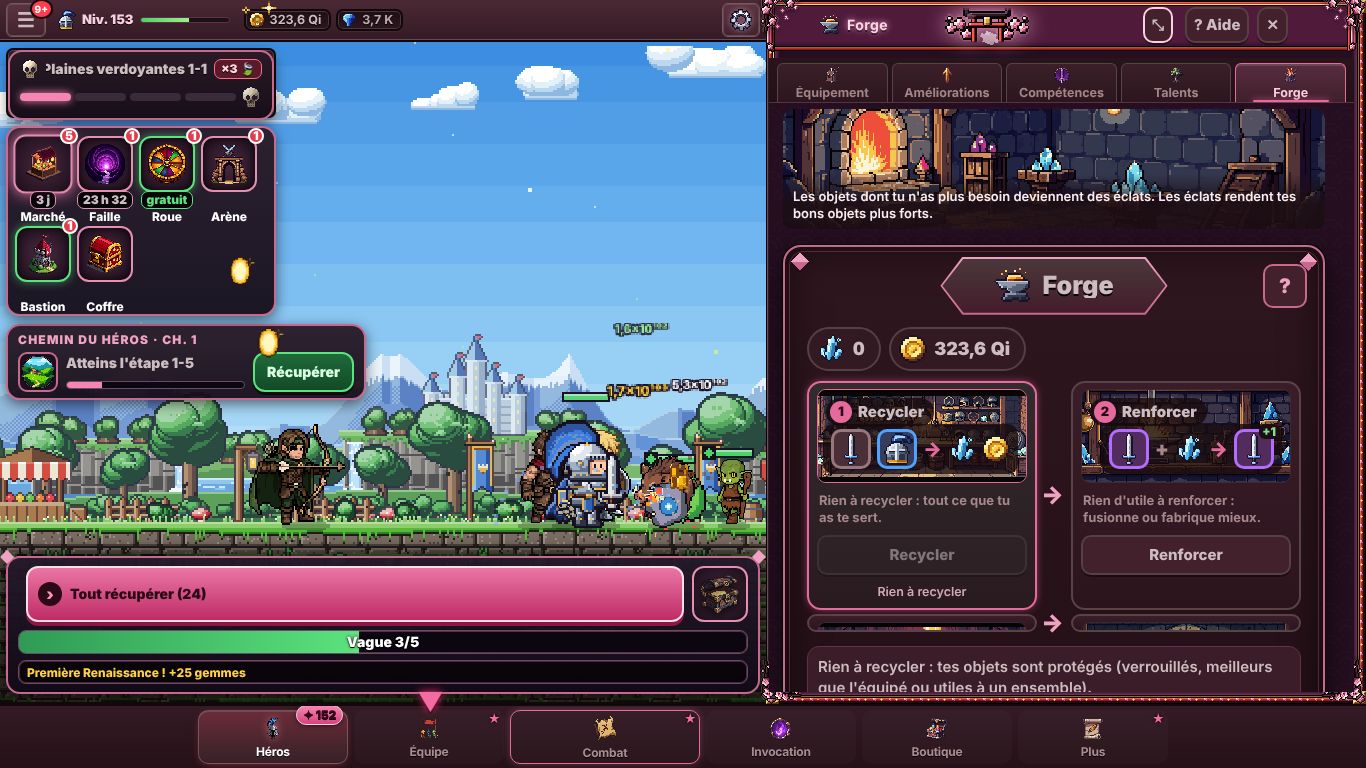 9+
Niv. 153
323,6 Qi
3,7 K
Plaines verdoyantes 1-1
×3
5
1
1
1
3 j
23 h 32
gratuit
Marché
Faille
Roue
Arène
1
Bastion
Coffre
CHEMIN DU HÉROS · CH. 1
Atteins l'étape 1-5
Récupérer
Tout récupérer (24)
Vague 3/5
Première Renaissance ! +25 gemmes
Forge
? Aide
Équipement
Améliorations
Compétences
Talents
Forge
Les objets dont tu n'as plus besoin deviennent des éclats. Les éclats rendent tes
bons objets plus forts.
Forge
?
0
323,6 Qi
1 Recycler
Rien à recycler : tout ce que tu
as te sert.
Recycler
Rien à recycler
2 Renforcer
+1
Rien d'utile à renforcer :
fusionne ou fabrique mieux.
Renforcer
Rien à recycler : tes objets sont protégés (verrouillés, meilleurs
que l'équipé ou utiles à un ensemble).
152
Héros
Équipe
Combat
Invocation
Boutique
Plus